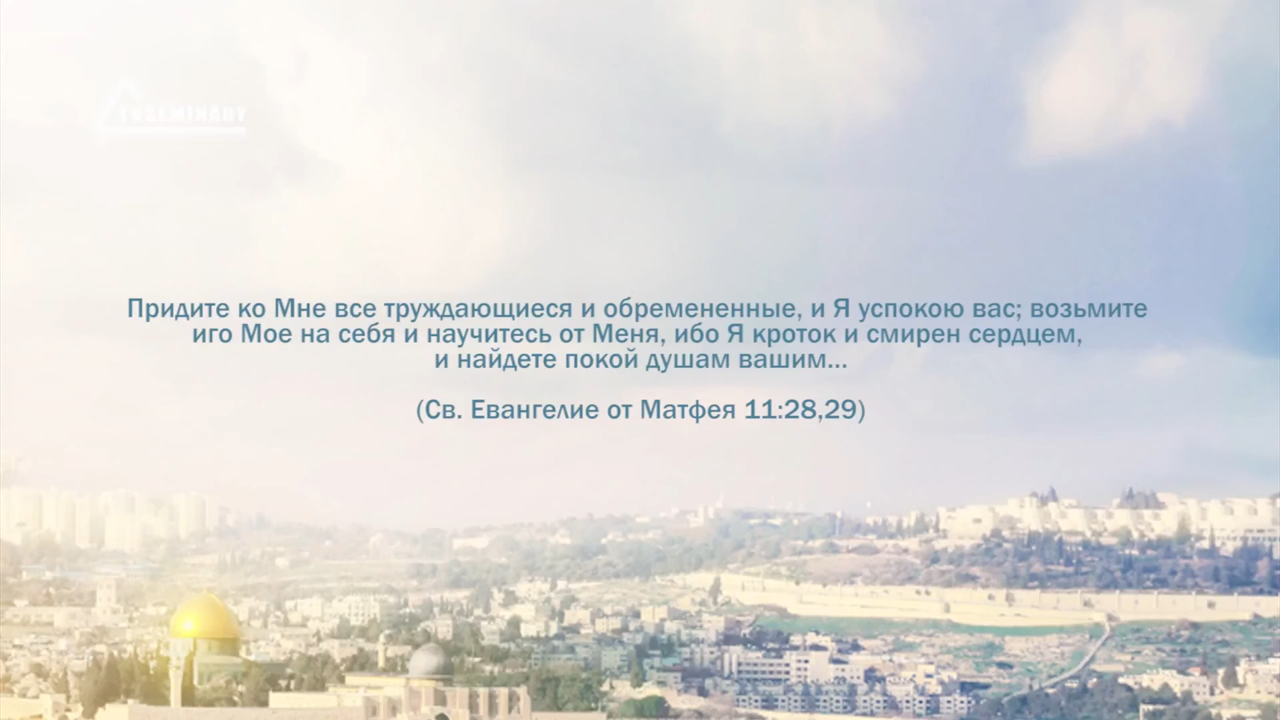 Придите ко Мне все труждающиеся и обремененные, и Я успокою вас; возьмите
иго Мое на себя и научитесь от Меня, ибо Я кроток и смирен сердцем,
и найдете покой душам вашим...
(Св. Евангелие от Матфея 11:28,29)